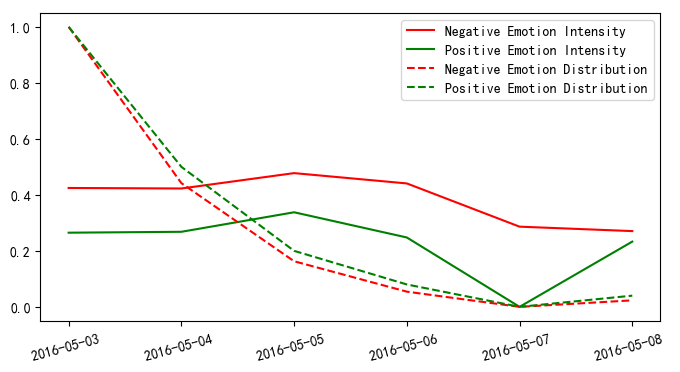 1.0
0.8
0.6
0.4
0.2
0.0
Negative Emotion Intensity
Positive Emotion Intensity
Negative Emotion Distribution
Positive Emotion Distribution
2016-05-03 2016-05-04 2016-05-05 2016-05-06 2016-05-07 2016-05-08